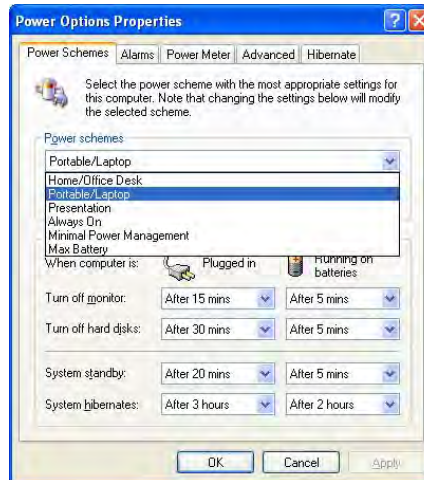 Power Options Properties
Power Schemes Alarms Power Meter Advanced Hibernate
Select the power scheme with the most appropriate settings for
this computer. Note that changing the settings below will modify
the selected scheme.
Power schemes
Portable/Laptop
Home/Office Desk
Portable/Laptop
Presentation
Always On
Minimal Power Management
Max Battery
When computer is: Plugged in Running on
batteries
Turn off monitor: After 15 mins After 5 mins
Turn off hard disks: After 30 mins After 5 mins
System standby: After 20 mins After 5 mins
System hibernates: After 3 hours After 2 hours
OK Cancel Apply